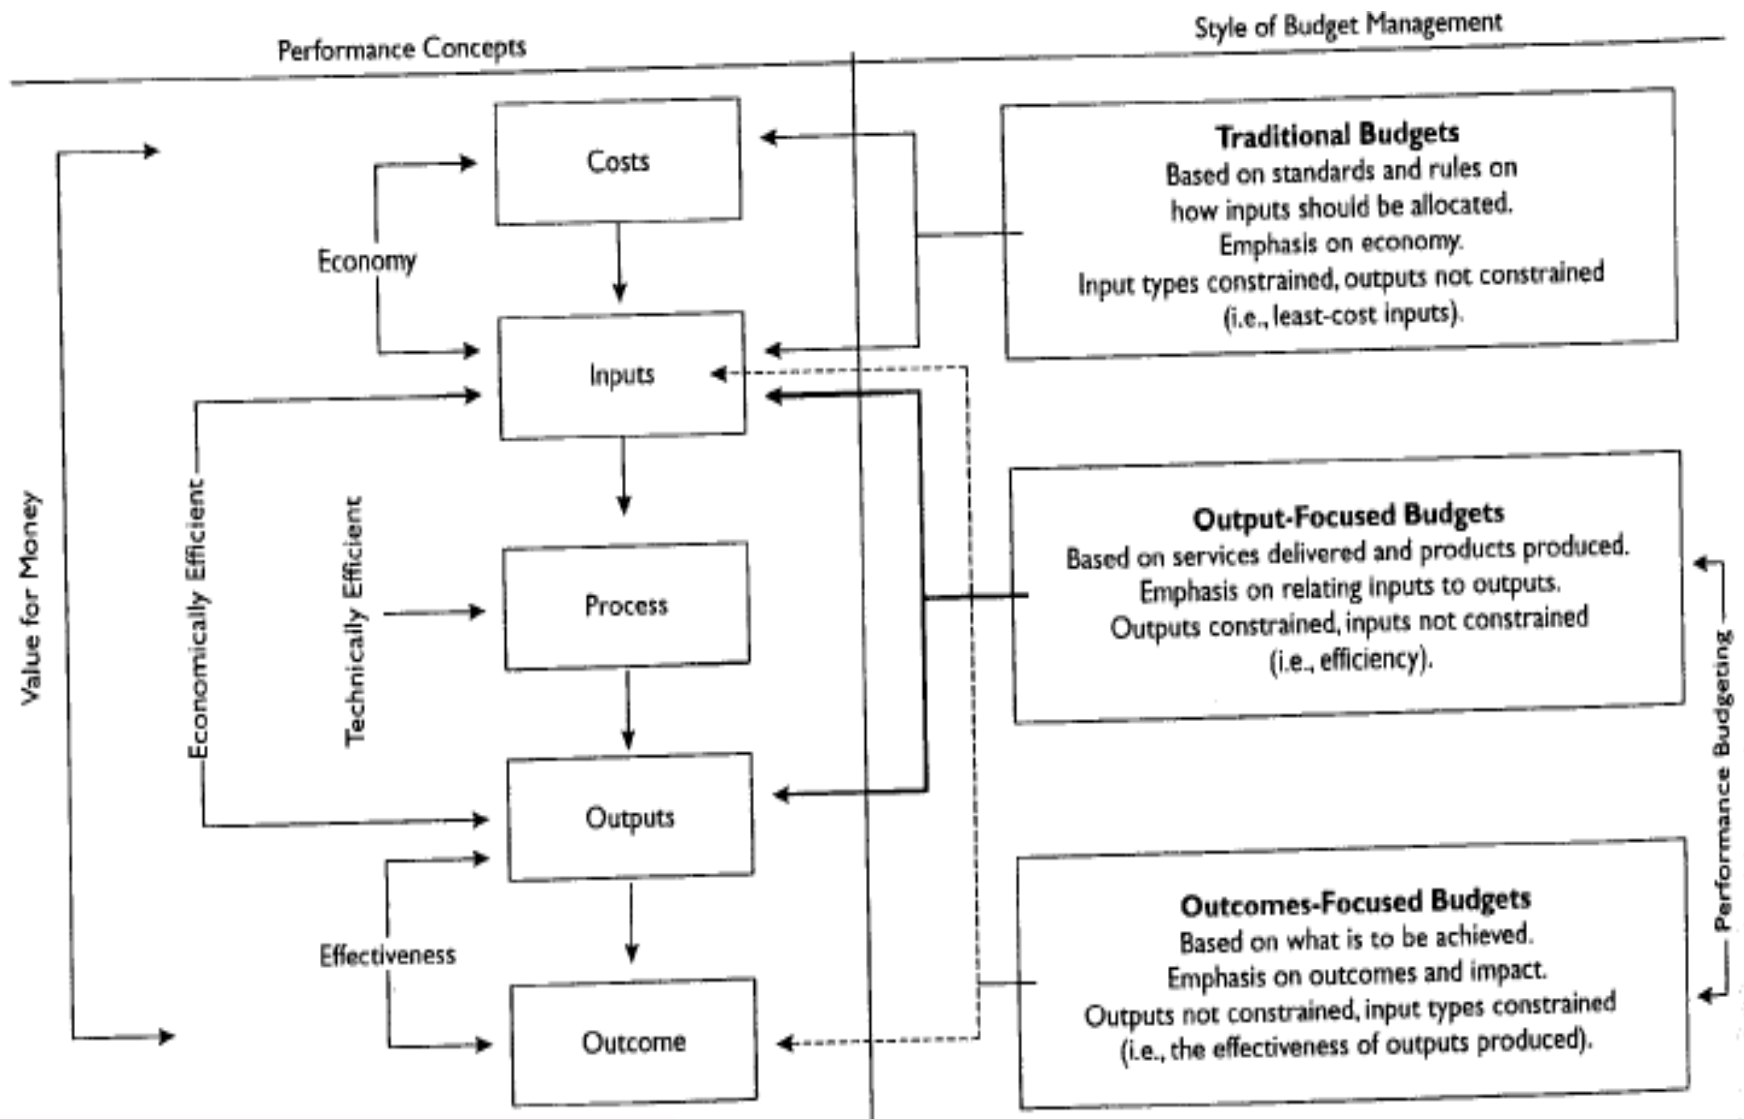 Performance Concepts
Style of Budget Management
Costs
Inputs
Process
Outputs
Outcome
Economy
Economically Efficient
Technically Efficient
Effectiveness
Value for Money
Traditional Budgets
Based on standards and rules on
how inputs should be allocated.
Emphasis on economy.
Input types constrained, outputs not constrained
(i.e., least-cost inputs).
Output-Focused Budgets
Based on services delivered and products produced.
Emphasis on relating inputs to outputs.
Outputs constrained, inputs not constrained
(i.e., efficiency).
Outcomes-Focused Budgets
Based on what is to be achieved.
Emphasis on outcomes and impact.
Outputs not constrained, input types constrained
(i.e., the effectiveness of outputs produced).
Performance Budgeting